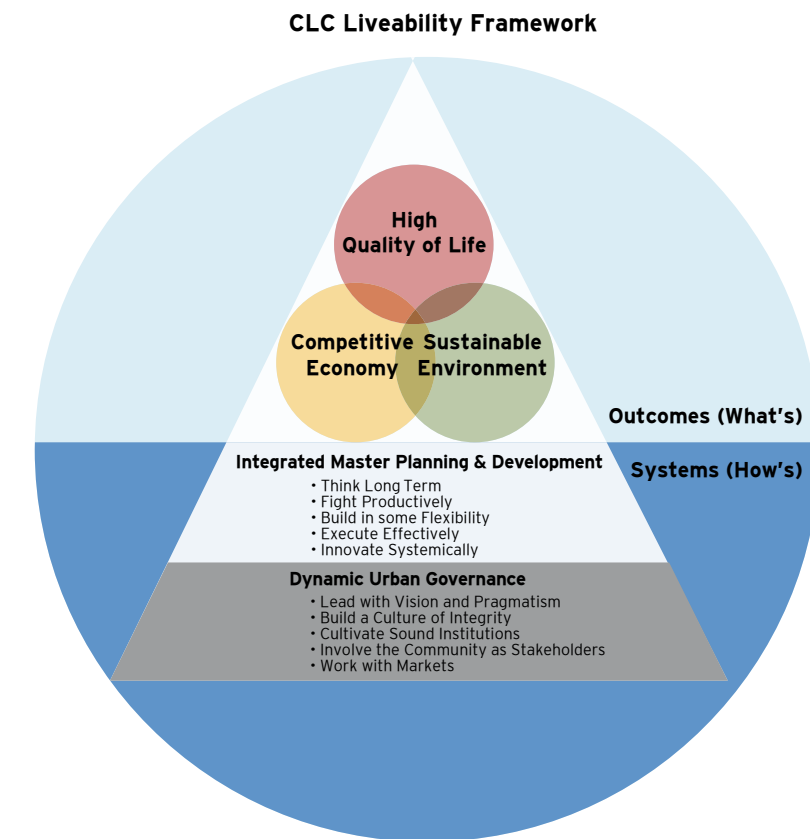 CLC Liveability Framework
High
Quality of Life
Competitive
Economy
Sustainable
Environment
Outcomes (What's)
Systems (How's)
Integrated Master Planning & Development
• Think Long Term
• Fight Productively
• Build in some Flexibility
• Execute Effectively
• Innovate Systemically
Dynamic Urban Governance
• Lead with Vision and Pragmatism
• Build a Culture of Integrity
• Cultivate Sound Institutions
• Involve the Community as Stakeholders
• Work with Markets